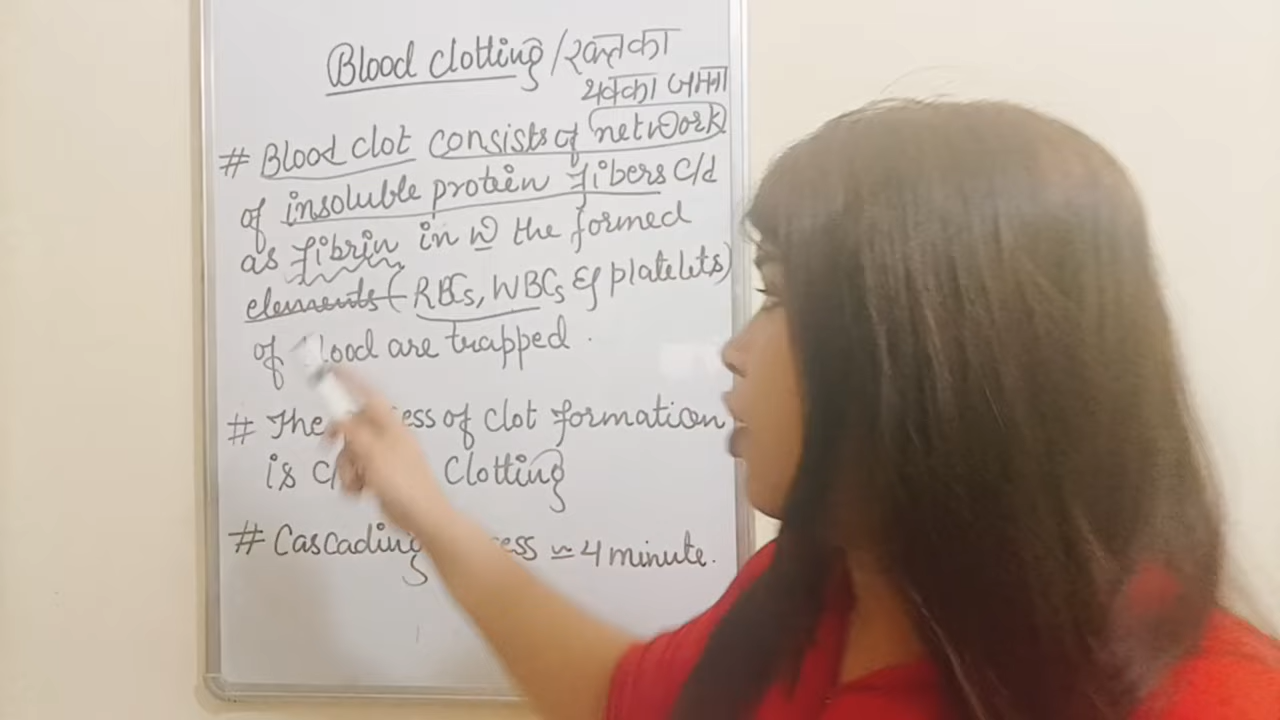 Blood clotting / रक्त का
थक्का जमना
# Blood clot consists of network
of insoluble protein fibers c/d
as fibrin in w the formed
elements (RBCs, WBCs & platelets)
of blood are trapped.
# The ess of clot formation
is c/ Clotting
# Cascading ess ≃ 4 minute.